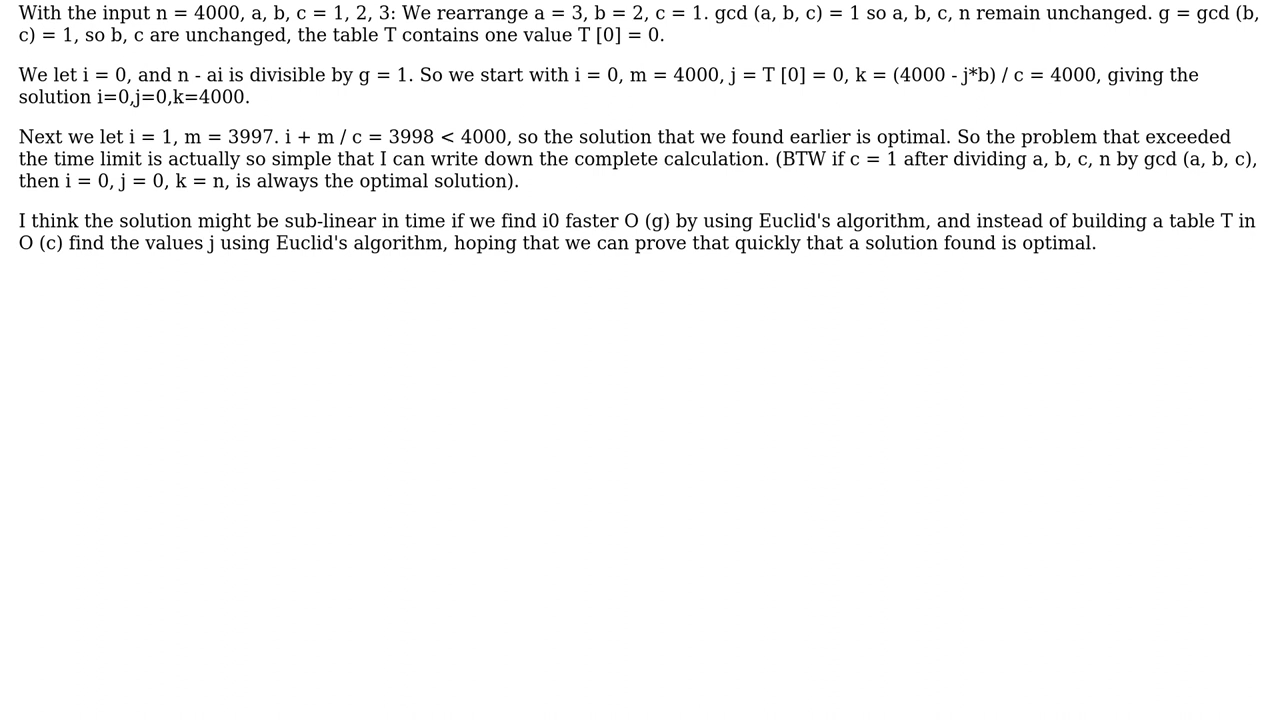 With the input n = 4000, a, b, c = 1, 2, 3: We rearrange a = 3, b = 2, c = 1. gcd (a, b, c) = 1 so a, b, c, n remain unchanged. g = gcd (b,
c) = 1, so b, c are unchanged, the table T contains one value T [0] = 0.
We let i = 0, and n - ai is divisible by g = 1. So we start with i = 0, m = 4000, j = T [0] = 0, k = (4000 - j*b) / c = 4000, giving the
solution i=0,j=0,k=4000.
Next we let i = 1, m = 3997. i + m / c = 3998 < 4000, so the solution that we found earlier is optimal. So the problem that exceeded
the time limit is actually so simple that I can write down the complete calculation. (BTW if c = 1 after dividing a, b, c, n by gcd (a, b, c),
then i = 0, j = 0, k = n, is always the optimal solution).
I think the solution might be sub-linear in time if we find i0 faster O (g) by using Euclid's algorithm, and instead of building a table T in
O (c) find the values j using Euclid's algorithm, hoping that we can prove that quickly that a solution found is optimal.